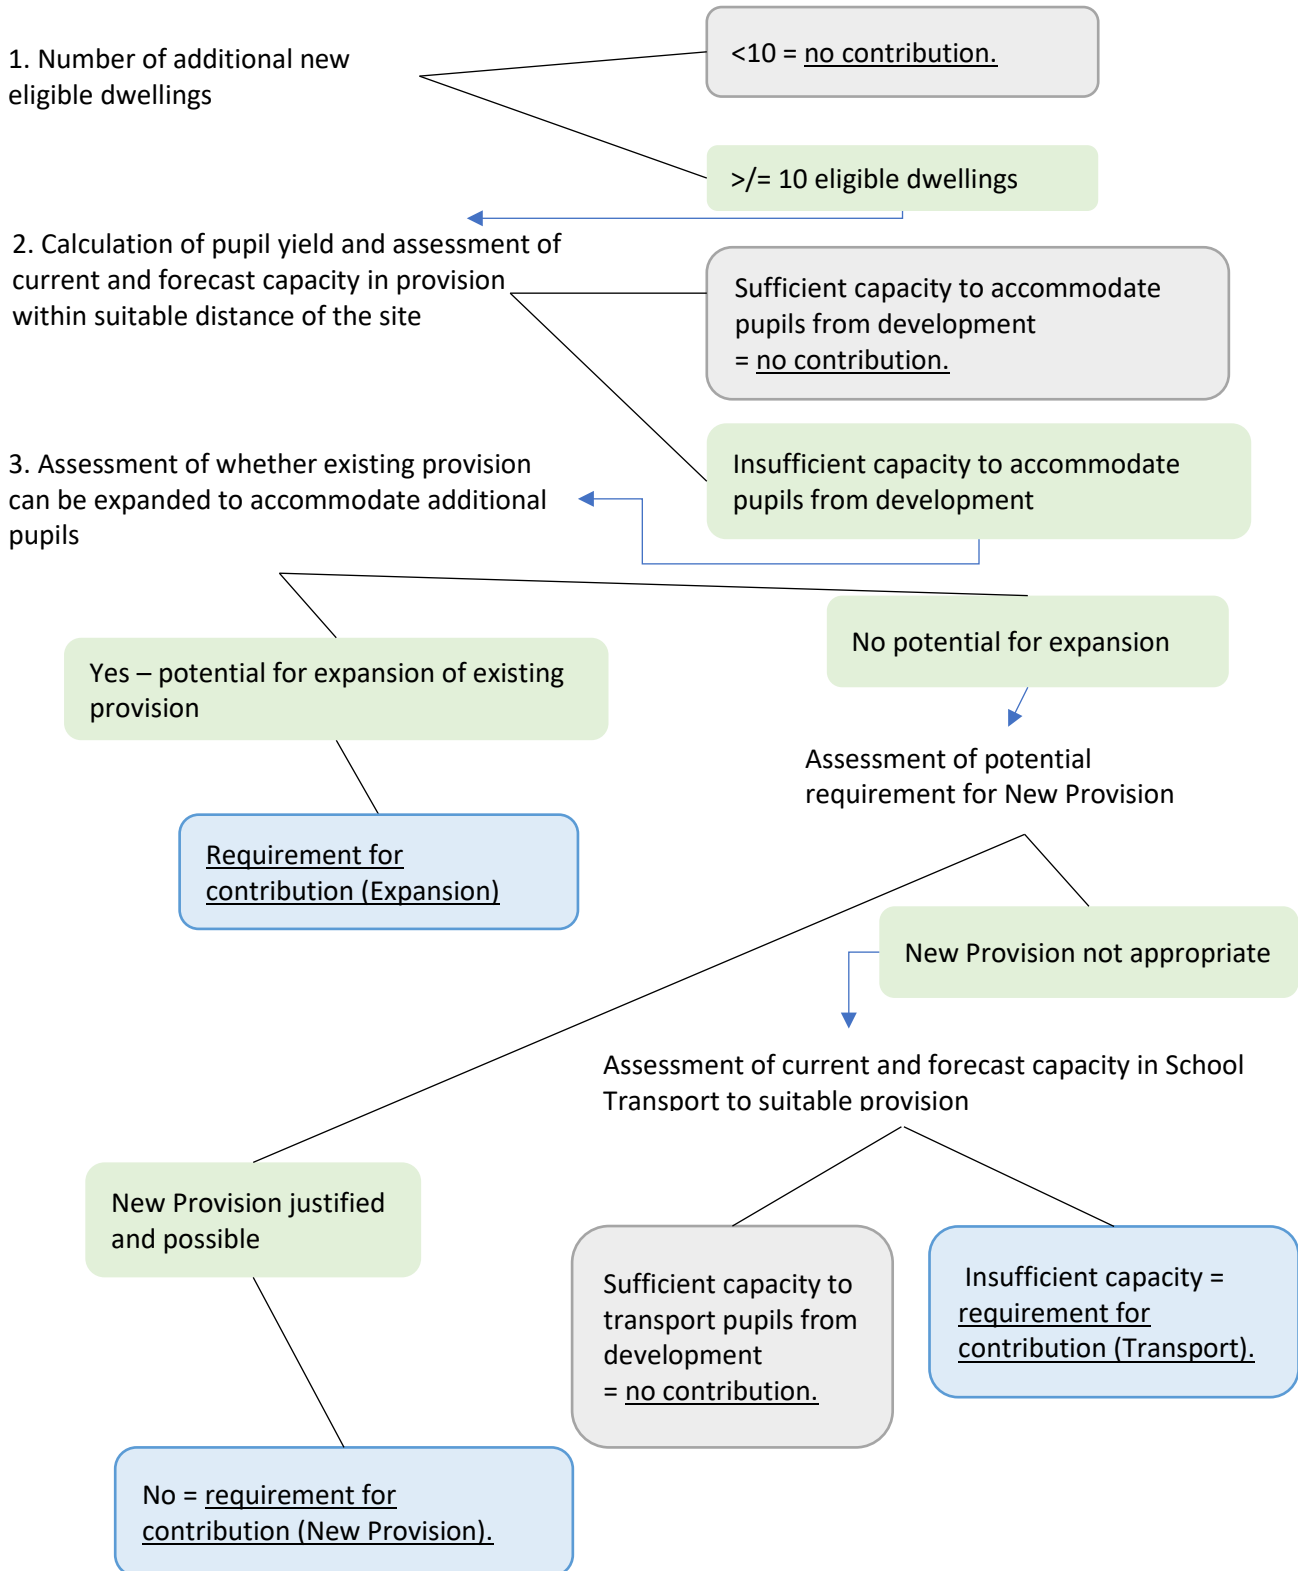 1. Number of additional new
eligible dwellings
<10 = no contribution.
>/= 10 eligible dwellings
2. Calculation of pupil yield and assessment of
current and forecast capacity in provision
within suitable distance of the site
Sufficient capacity to accommodate
pupils from development
= no contribution.
3. Assessment of whether existing provision
can be expanded to accommodate additional
pupils
Insufficient capacity to accommodate
pupils from development
Yes – potential for expansion of existing
provision
No potential for expansion
Requirement for
contribution (Expansion)
Assessment of potential
requirement for New Provision
New Provision not appropriate
Assessment of current and forecast capacity in School
Transport to suitable provision
New Provision justified
and possible
Sufficient capacity to
transport pupils from
development
= no contribution.
Insufficient capacity =
requirement for
contribution (Transport).
No = requirement for
contribution (New Provision).